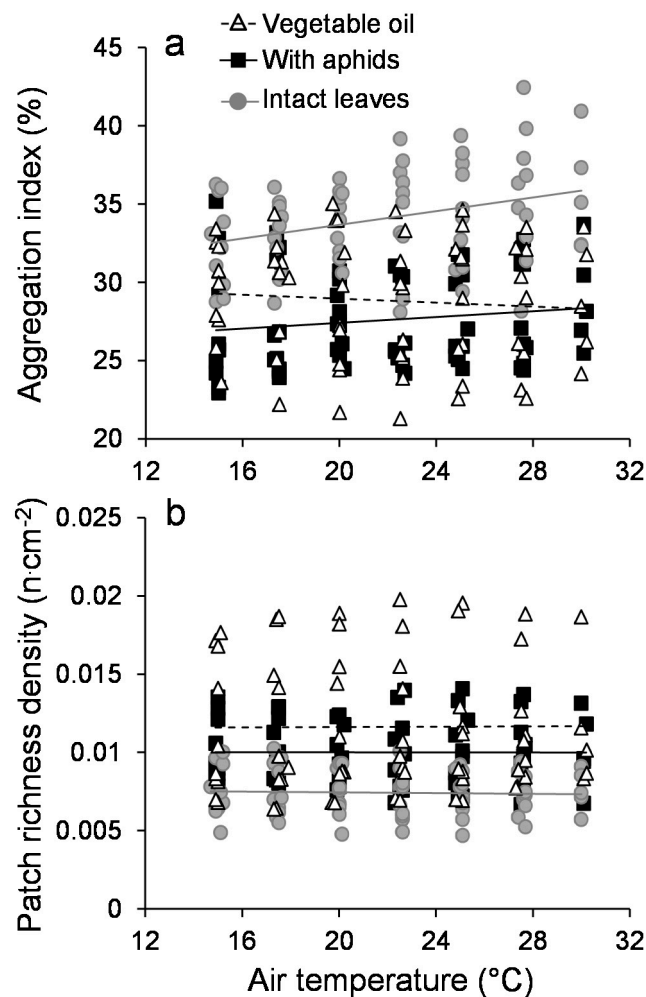 a
Vegetable oil
With aphids
Intact leaves
Aggregation index (%)
45
40
35
30
25
20
12 16 20 24 28 32
b
Patch richness density (n·cm⁻²)
0.025
0.02
0.015
0.01
0.005
0
12 16 20 24 28 32
Air temperature (°C)